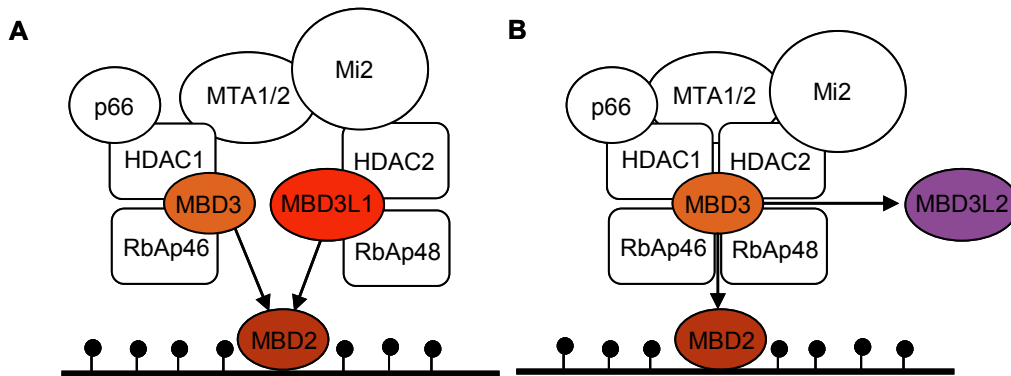 A
p66
MTA1/2
Mi2
HDAC1
HDAC2
MBD3
MBD3L1
RbAp46
RbAp48
MBD2
B
p66
MTA1/2
Mi2
HDAC1
HDAC2
MBD3
MBD3L2
RbAp46
RbAp48
MBD2